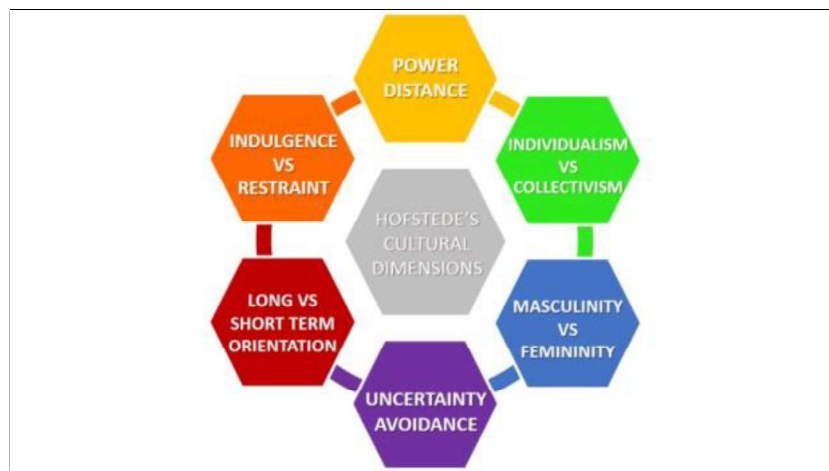 POWER
DISTANCE
INDIVIDUALISM
VS
COLLECTIVISM
MASCULINITY
VS
FEMININITY
UNCERTAINTY
AVOIDANCE
LONG VS
SHORT TERM
ORIENTATION
INDULGENCE
VS
RESTRAINT
HOFSTEDE'S
CULTURAL
DIMENSIONS